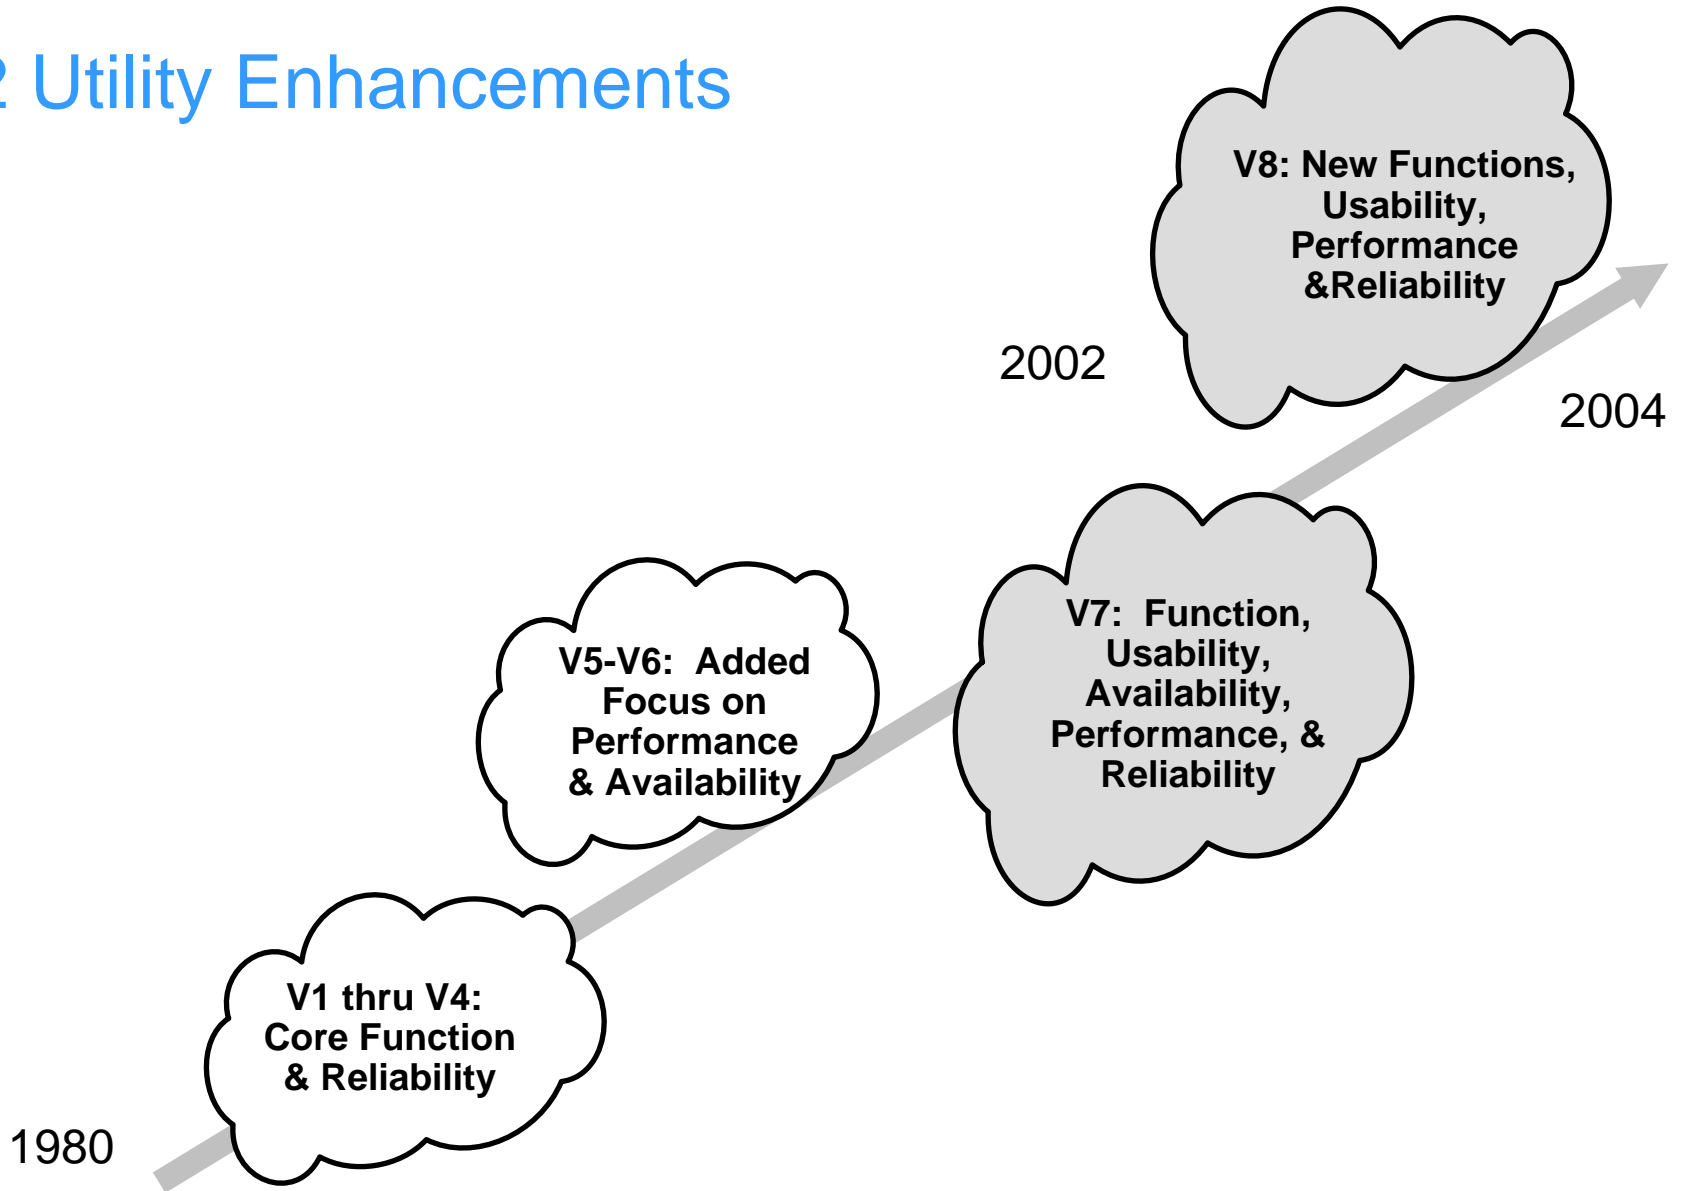 2 Utility Enhancements
V8: New Functions,
Usability,
Performance
&Reliability
2002
2004
V7:  Function,
Usability,
Availability,
Performance, &
Reliability
V5-V6:  Added
Focus on
Performance
& Availability
V1 thru V4:
Core Function
& Reliability
1980